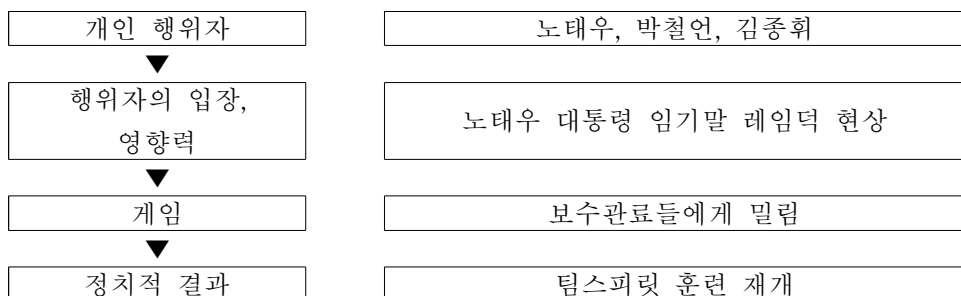 개인 행위자
노태우, 박철언, 김종휘
▼
행위자의 입장,
영향력
노태우 대통령 임기말 레임덕 현상
▼
게임
보수관료들에게 밀림
▼
정치적 결과
팀스피릿 훈련 재개